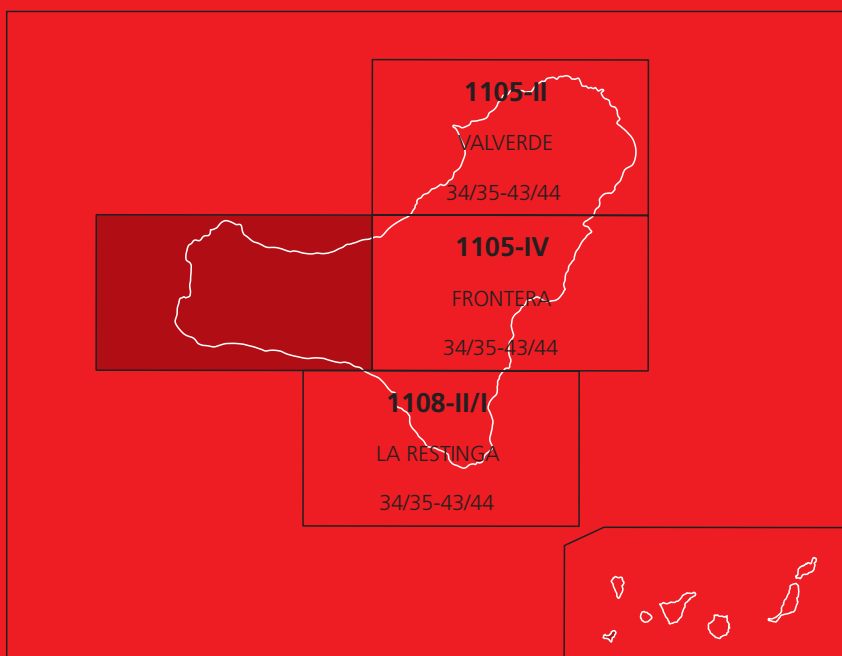 1105-II
VALVERDE
34/35-43/44
1105-IV
FRONTERA
34/35-43/44
1108-II/I
LA RESTINGA
34/35-43/44